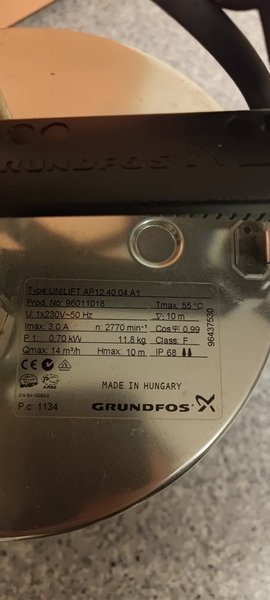 GRUNDFOS
Type: UNILIFT AP12.40.04.A1
Prod. No: 96011018 Tmax: 55 °C
U: 1x230V~50 Hz ▽: 10 m
Imax: 3.0 A n: 2770 min⁻¹ Cos φ: 0,99
P 1: 0,70 kW 11.8 kg Class: F
Qmax: 14 m³/h Hmax: 10 m IP 68
96437530
CE
MADE IN HUNGARY
P.c: 1134 GRUNDFOS